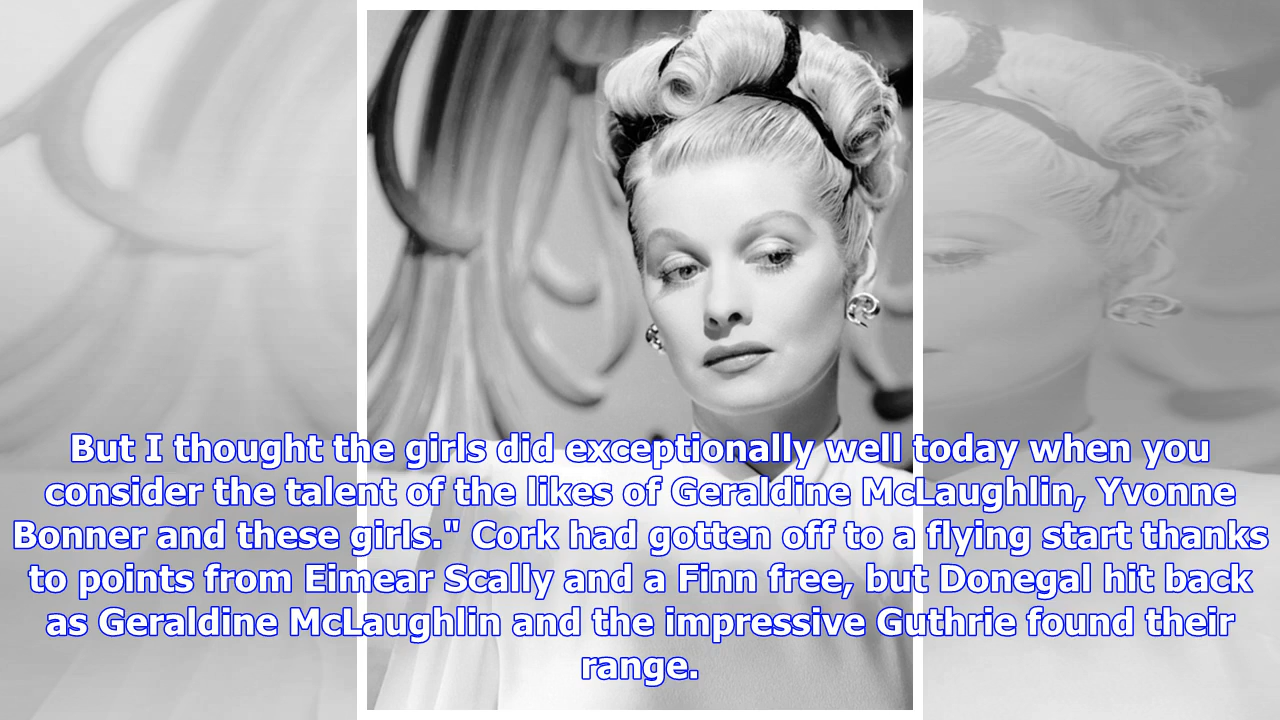 But I thought the girls did exceptionally well today when you
consider the talent of the likes of Geraldine McLaughlin, Yvonne
Bonner and these girls." Cork had gotten off to a flying start thanks
to points from Eimear Scally and a Finn free, but Donegal hit back
as Geraldine McLaughlin and the impressive Guthrie found their
range.